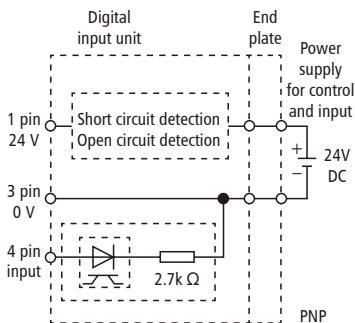 Digital
input unit
End
plate
Power
supply
for control
and input
1 pin
24 V
Short circuit detection
Open circuit detection
+
24V
DC
−
3 pin
0 V
4 pin
input
2.7k Ω
PNP